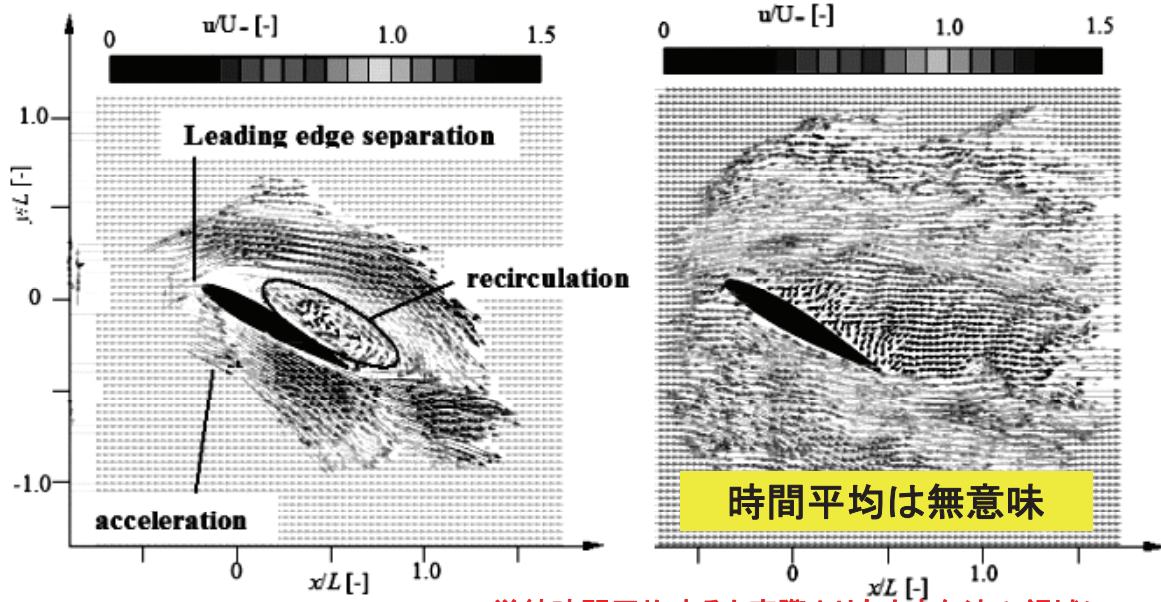 u/U∞ [-]
0 1.0 1.5
1.0
Leading edge separation
y/L [-]
recirculation
0
-1.0
acceleration
0 1.0
x/L [-]
u/U∞ [-]
0 1.0 1.5
時間平均は無意味
0 1.0
x/L [-]